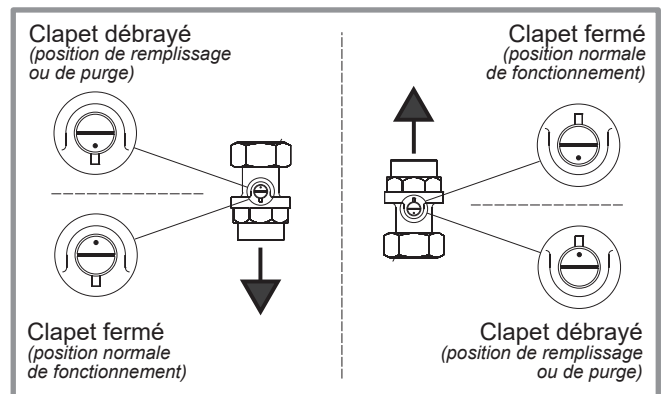 Clapet débrayé
(position de remplissage
ou de purge)
Clapet fermé
(position normale
de fonctionnement)
Clapet fermé
(position normale
de fonctionnement)
Clapet débrayé
(position de remplissage
ou de purge)